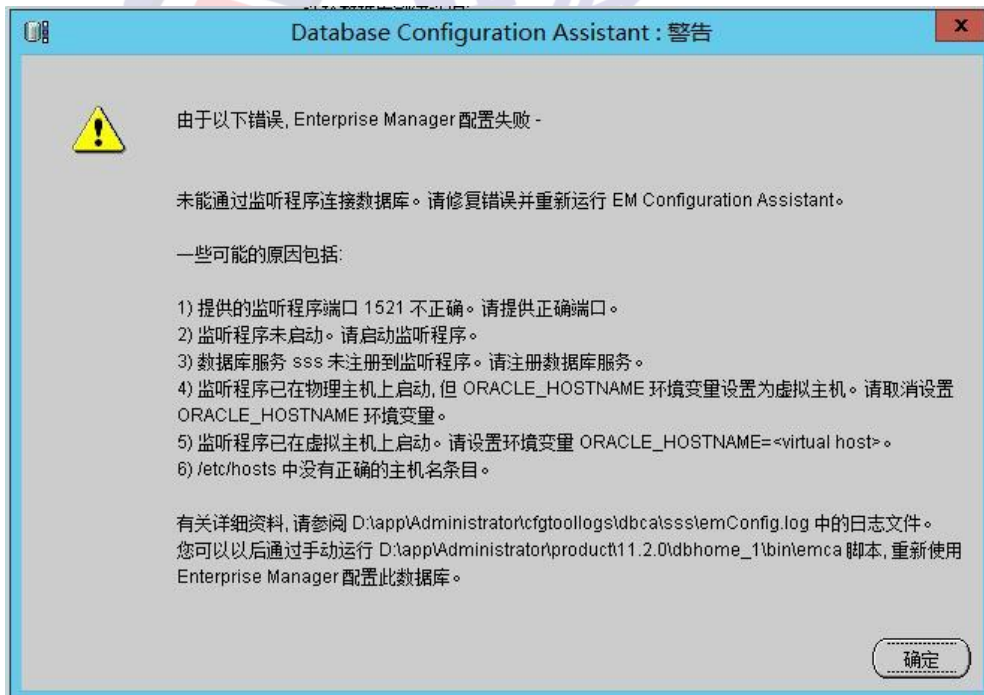 Database Configuration Assistant : 警告
x
由于以下错误, Enterprise Manager 配置失败 -
未能通过监听程序连接数据库。请修复错误并重新运行 EM Configuration Assistant。
一些可能的原因包括:
1) 提供的监听程序端口 1521 不正确。请提供正确端口。
2) 监听程序未启动。请启动监听程序。
3) 数据库服务 sss 未注册到监听程序。请注册数据库服务。
4) 监听程序已在物理主机上启动, 但 ORACLE_HOSTNAME 环境变量设置为虚拟主机。请取消设置
ORACLE_HOSTNAME 环境变量。
5) 监听程序已在虚拟主机上启动。请设置环境变量 ORACLE_HOSTNAME=<virtual host>。
6) /etc/hosts 中没有正确的主机名条目。
有关详细资料, 请参阅 D:\app\Administrator\cfgtoollogs\dbca\sss\emConfig.log 中的日志文件。
您可以以后通过手动运行 D:\app\Administrator\product\11.2.0\dbhome_1\bin\emca 脚本, 重新使用
Enterprise Manager 配置此数据库。
确定